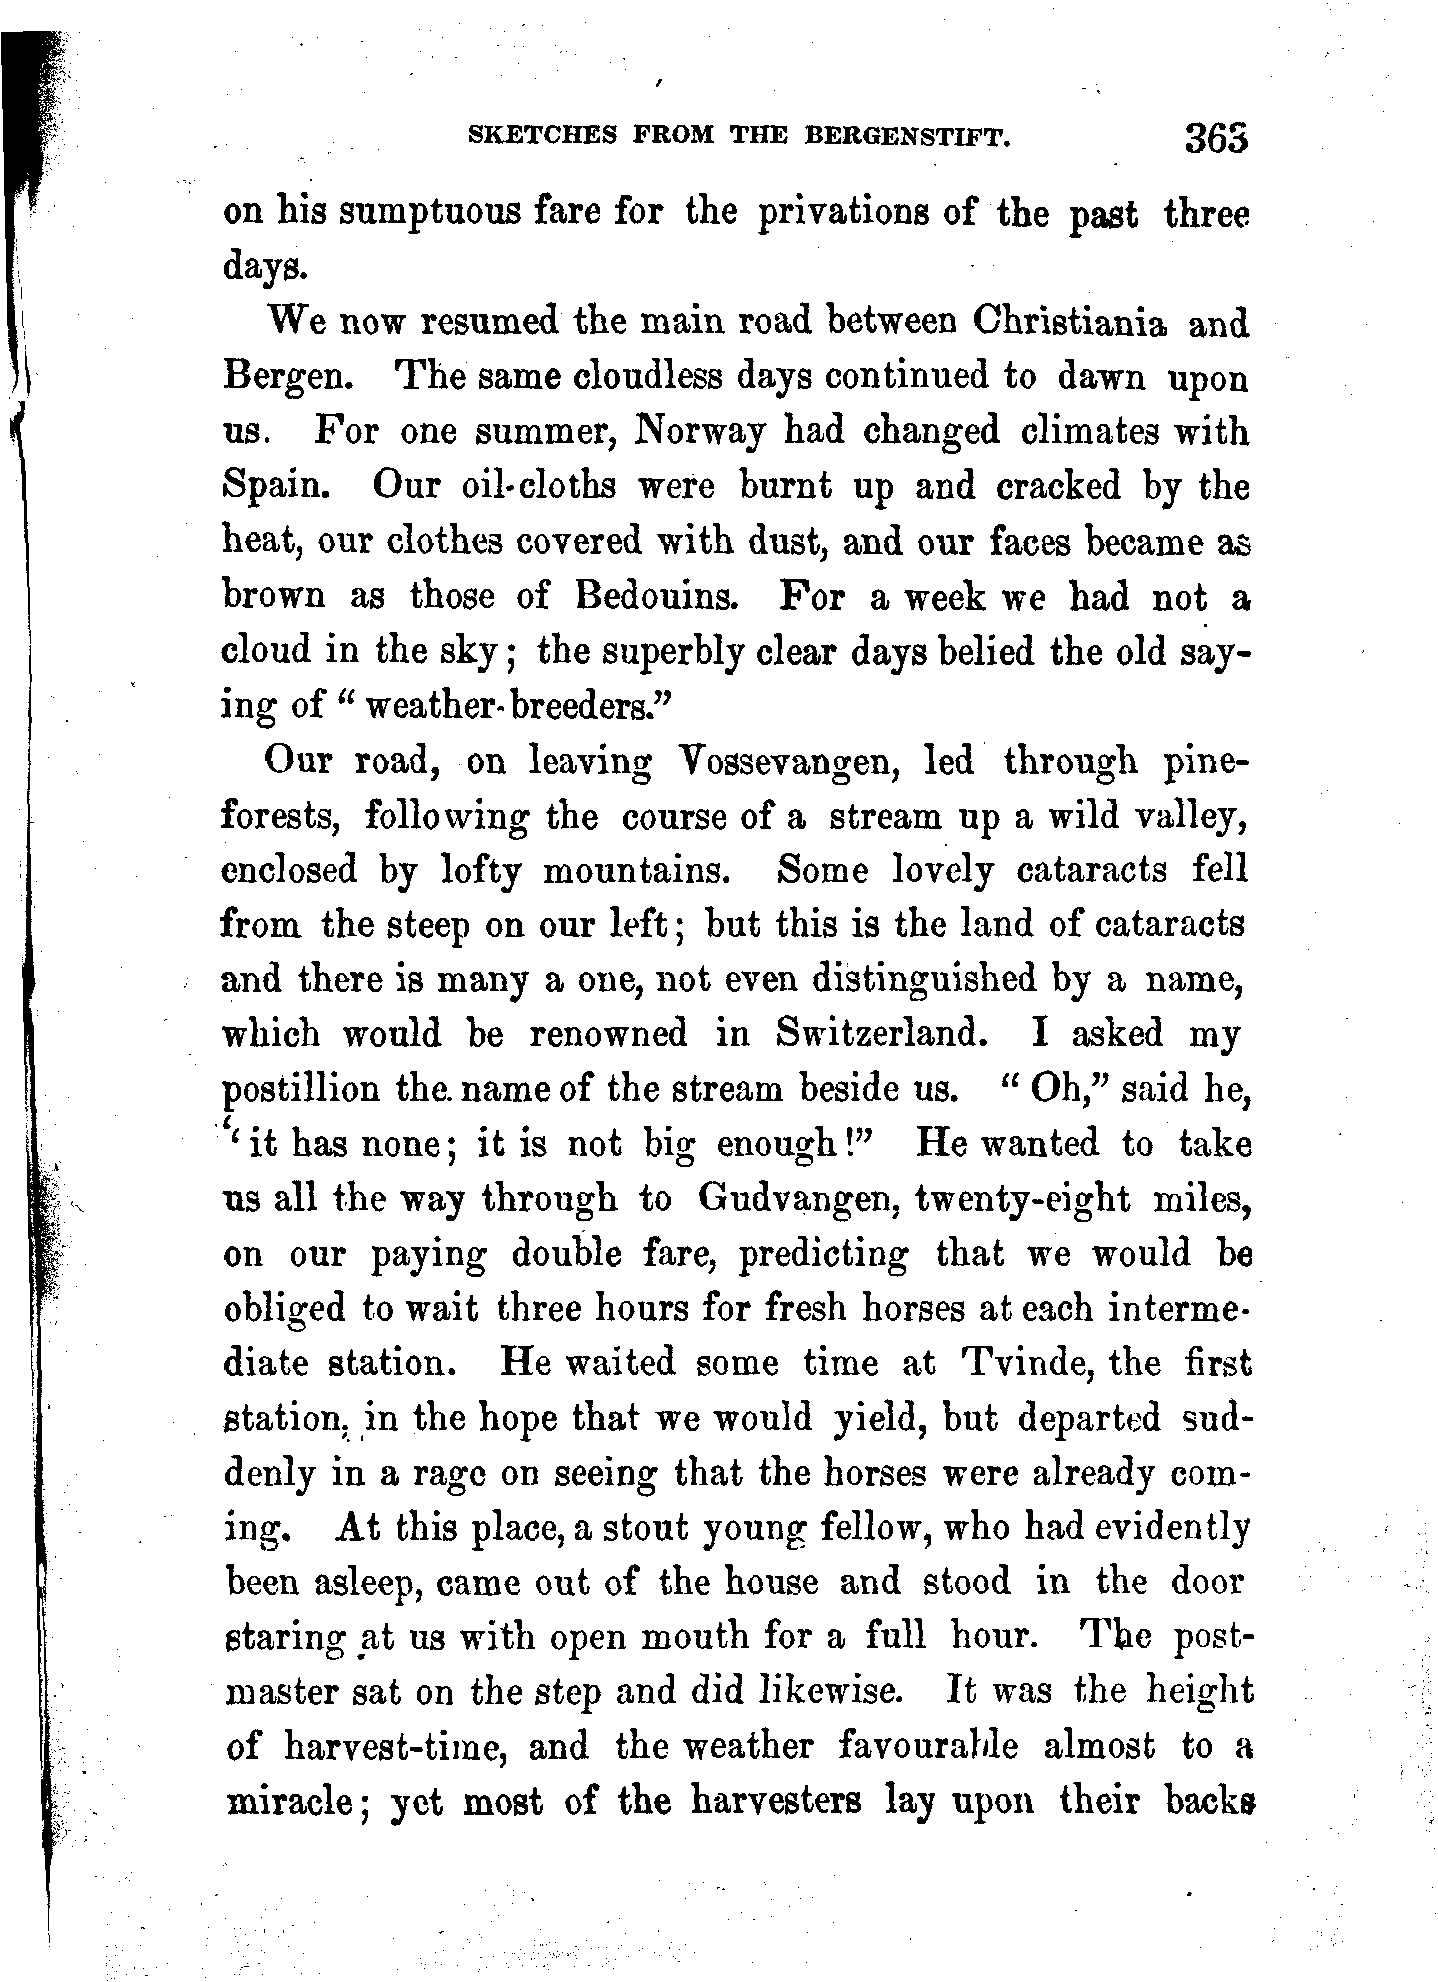 SKETCHES FROM THE BERGENSTIFT. 363
on his sumptuous fare for the privations of the past three
days.
We now resumed the main road between Christiania and
Bergen. The same cloudless days continued to dawn upon
us. For one summer, Norway had changed climates with
Spain. Our oil-cloths were burnt up and cracked by the
heat, our clothes covered with dust, and our faces became as
brown as those of Bedouins. For a week we had not a
cloud in the sky; the superbly clear days belied the old say-
ing of “ weather-breeders.”
Our road, on leaving Vossevangen, led through pine-
forests, following the course of a stream up a wild valley,
enclosed by lofty mountains. Some lovely cataracts fell
from the steep on our left; but this is the land of cataracts
and there is many a one, not even distinguished by a name,
which would be renowned in Switzerland. I asked my
postillion the name of the stream beside us. “ Oh,” said he,
“it has none; it is not big enough!” He wanted to take
us all the way through to Gudvangen, twenty-eight miles,
on our paying double fare, predicting that we would be
obliged to wait three hours for fresh horses at each interme-
diate station. He waited some time at Tvinde, the first
station, in the hope that we would yield, but departed sud-
denly in a rage on seeing that the horses were already com-
ing. At this place, a stout young fellow, who had evidently
been asleep, came out of the house and stood in the door
staring at us with open mouth for a full hour. The post-
master sat on the step and did likewise. It was the height
of harvest-time, and the weather favourable almost to a
miracle; yet most of the harvesters lay upon their backs